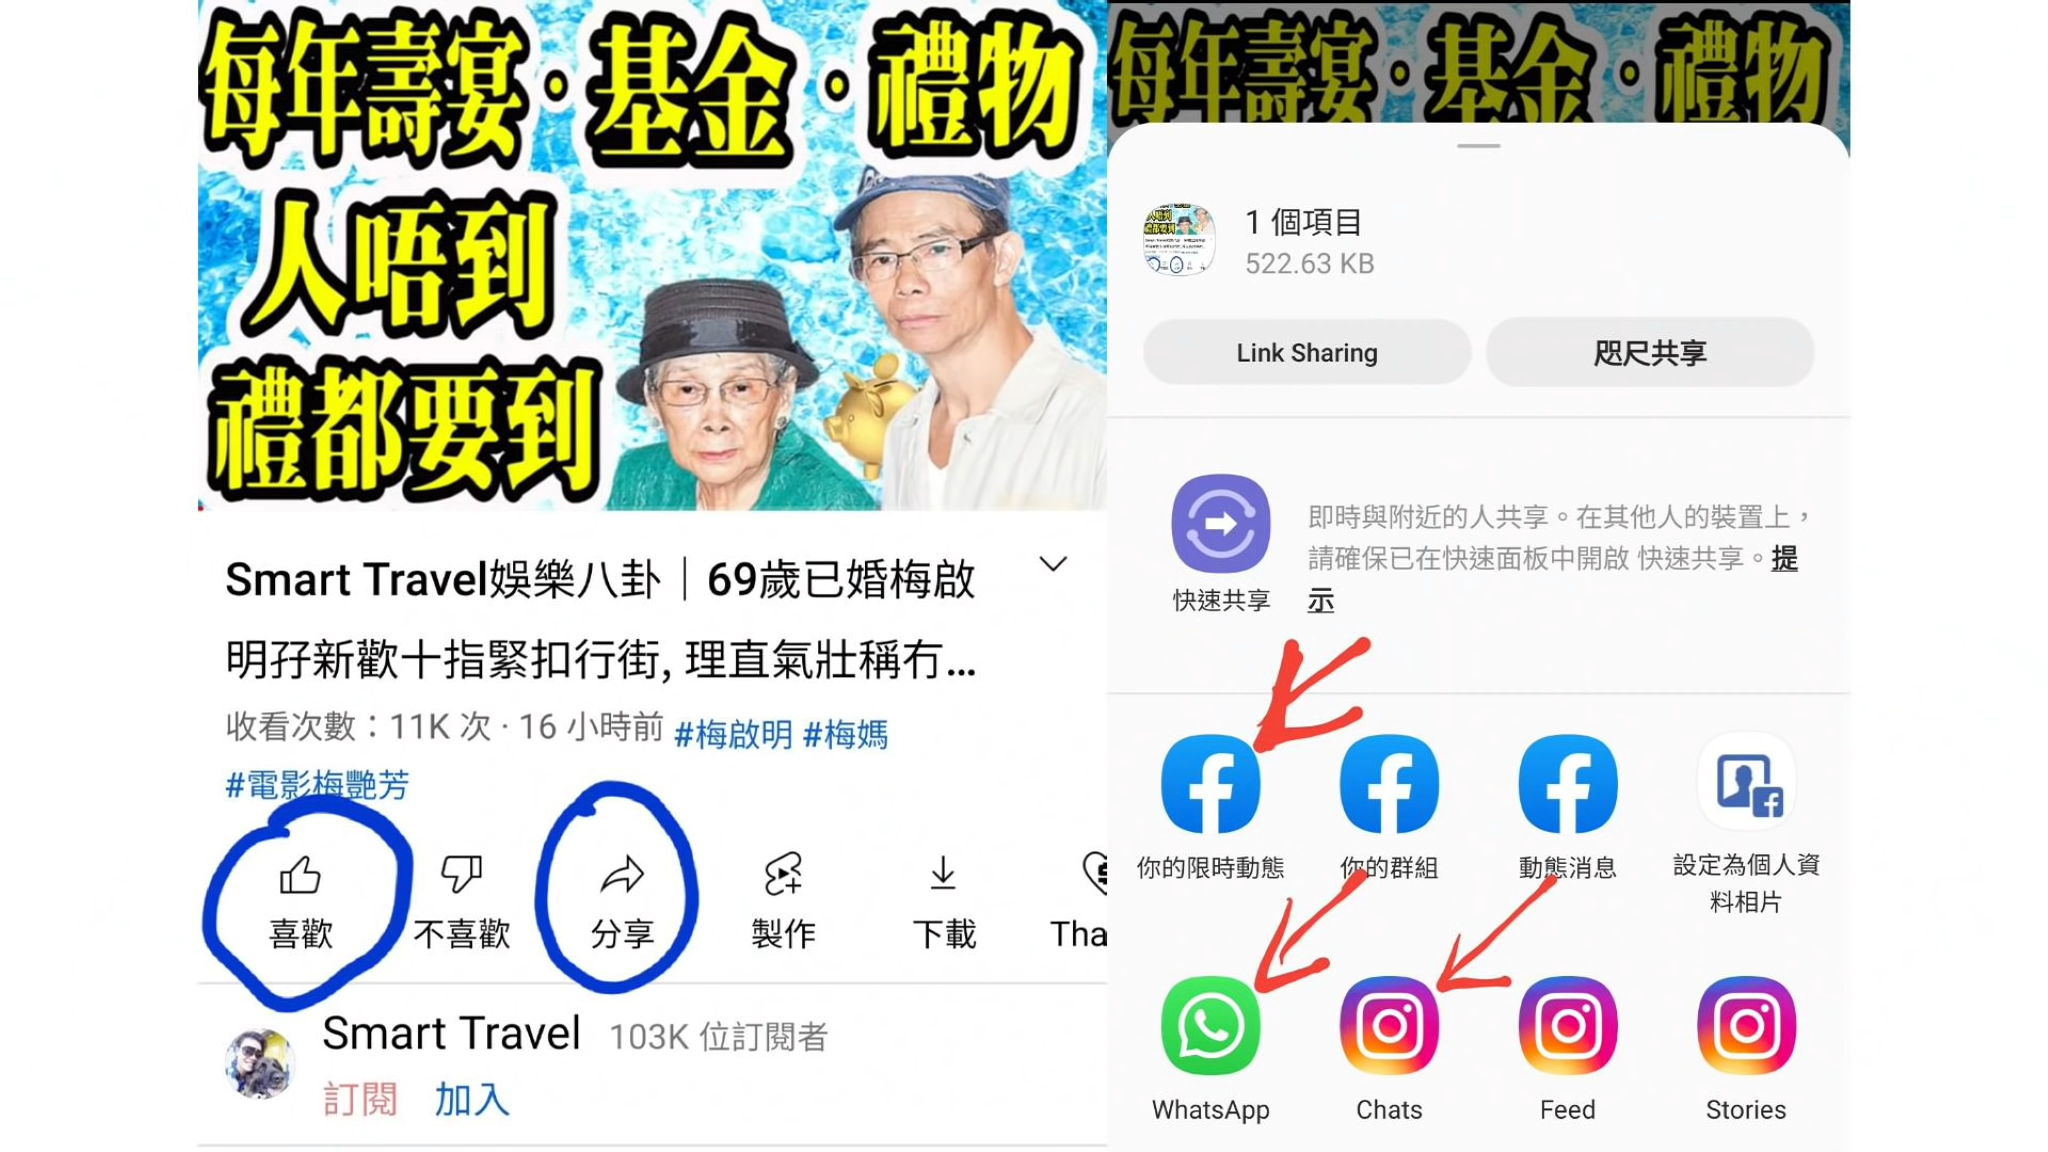 每年壽宴·基金·禮物
人唔到
禮都要到
Smart Travel娛樂八卦｜69歲已婚梅啟
明孖新歡十指緊扣行街, 理直氣壯稱冇...
收看次數：11K 次 · 16 小時前 #梅啟明 #梅媽
#電影梅艷芳
喜歡
不喜歡
分享
製作
下載
Tha
Smart Travel 103K 位訂閱者
訂閱 加入
每年壽宴·基金·禮物
1 個項目
522.63 KB
Link Sharing
咫尺共享
快速共享
即時與附近的人共享。在其他人的裝置上，
請確保已在快速面板中開啟 快速共享。提
示
你的限時動態
你的群組
動態消息
設定為個人資
料相片
WhatsApp
Chats
Feed
Stories